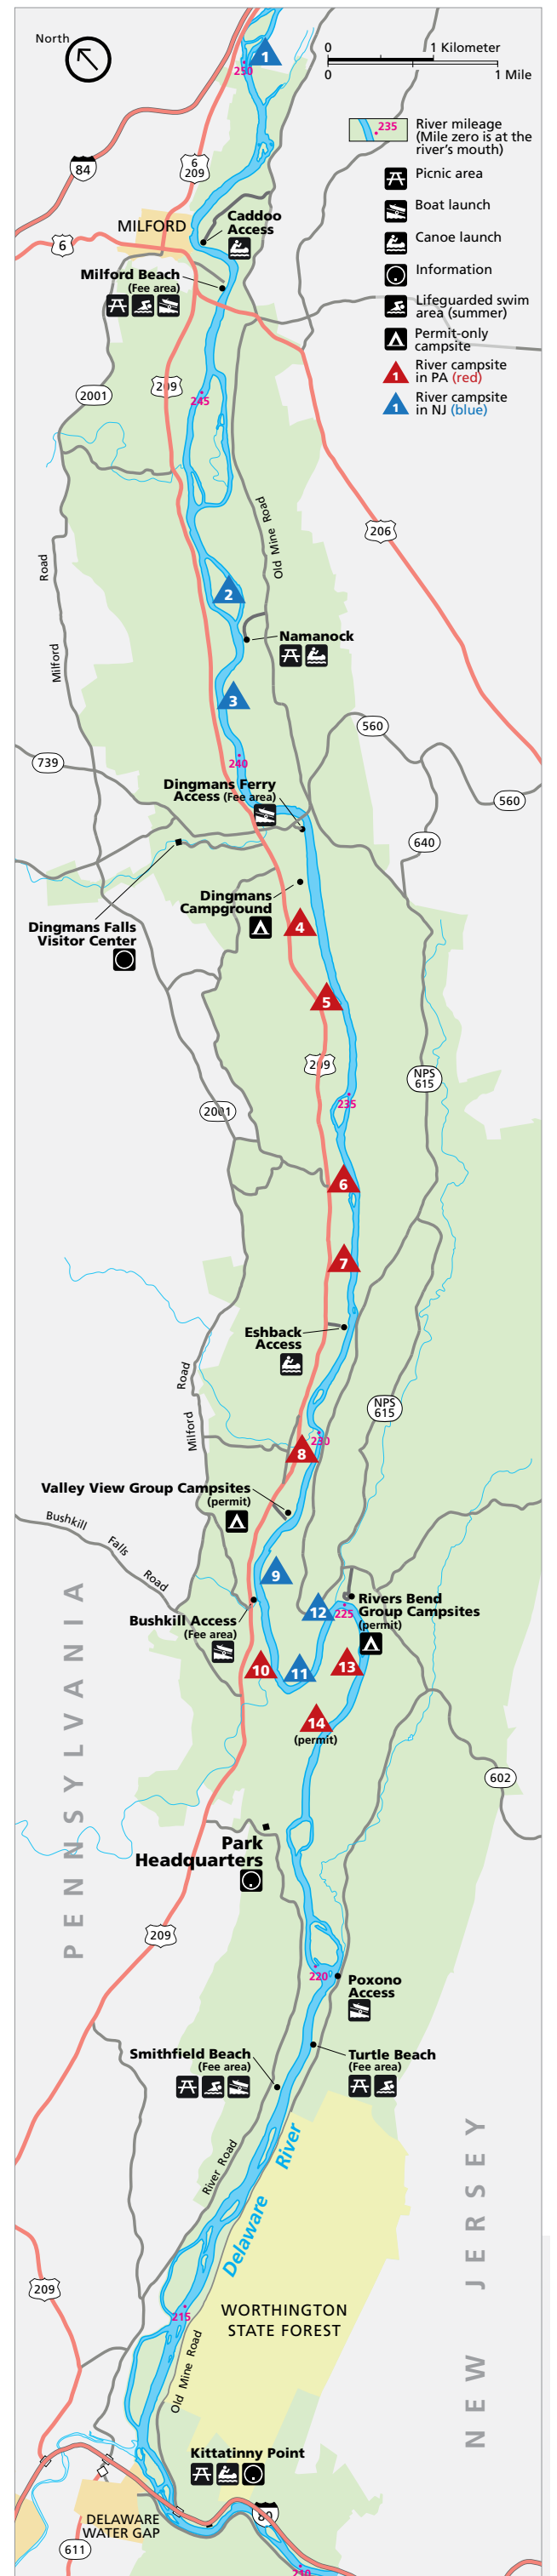 North
0
1 Kilometer
0
1 Mile
1
250
235
River mileage
(Mile zero is at the
river's mouth)
Picnic area
Boat launch
Canoe launch
Information
Lifeguarded swim
area (summer)
Permit-only
campsite
1
River campsite
in PA (red)
1
River campsite
in NJ (blue)
84
6
209
6
MILFORD
Caddoo
Access
Milford Beach
(Fee area)
2001
209
245
206
Old Mine Road
Road
Milford
2
Namanock
3
560
739
240
560
Dingmans Ferry
Access (Fee area)
640
Dingmans
Campground
4
Dingmans Falls
Visitor Center
5
209
NPS
615
235
2001
6
7
Eshback
Access
Road
Milford
NPS
615
230
8
Valley View Group Campsites
(permit)
Bushkill
Falls
Road
9
Bushkill Access
(Fee area)
12
225
Rivers Bend
Group Campsites
(permit)
10
11
13
14
(permit)
602
PENNSYLVANIA
Park
Headquarters
209
220
Poxono
Access
Smithfield Beach
(Fee area)
Turtle Beach
(Fee area)
River Road
Delaware River
NEW JERSEY
209
215
WORTHINGTON
STATE FOREST
Old Mine Road
Kittatinny Point
80
DELAWARE
WATER GAP
611
210